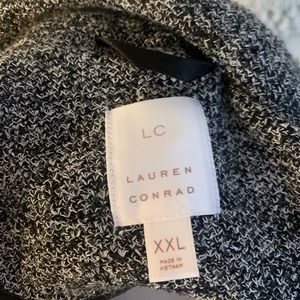 LC
LAUREN
CONRAD
XXL
MADE IN
VIETNAM